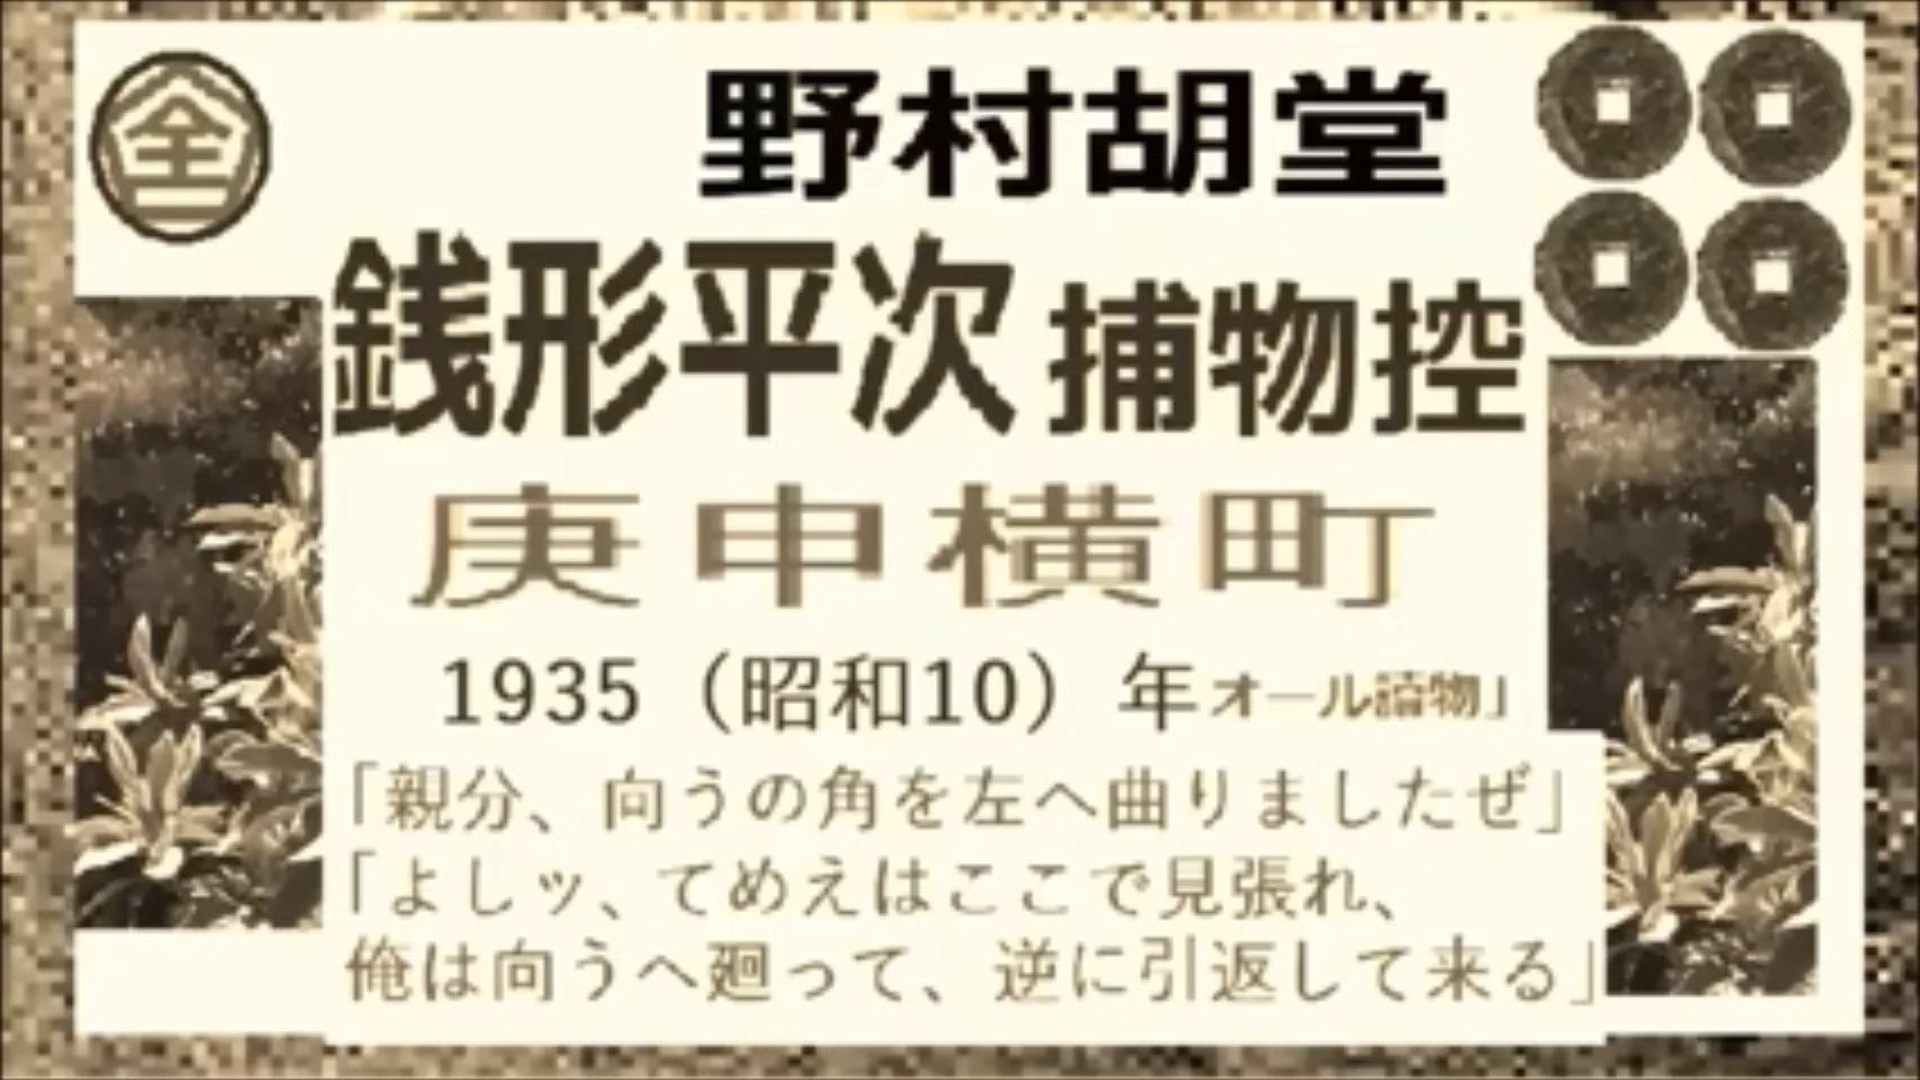 野村胡堂
銭形平次 捕物控
庚申横町
1935（昭和10）年オール讀物」
「親分、向うの角を左へ曲りましたぜ」
「よしッ、てめえはここで見張れ、
俺は向うへ廻って、逆に引返して来る」